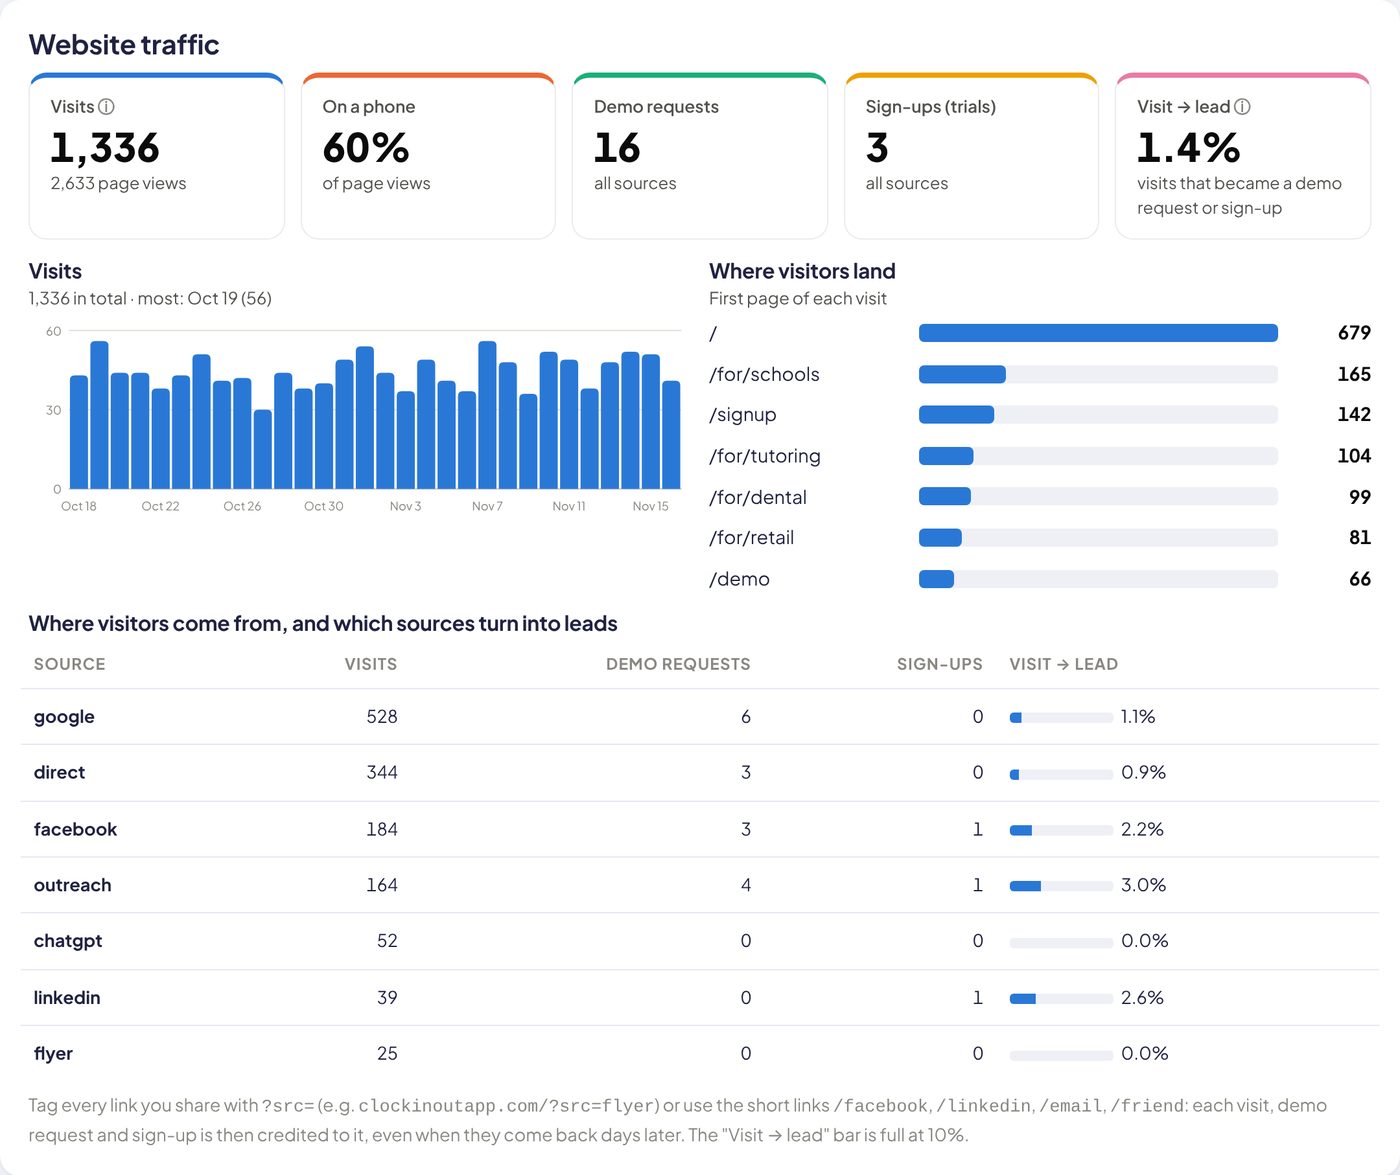 Website traffic
Visits ⓘ
1,336
2,633 page views
On a phone
60%
of page views
Demo requests
16
all sources
Sign-ups (trials)
3
all sources
Visit → lead ⓘ
1.4%
visits that became a demo
request or sign-up
Visits
1,336 in total · most: Oct 19 (56)
60
30
0
Oct 18 Oct 22 Oct 26 Oct 30 Nov 3 Nov 7 Nov 11 Nov 15
Where visitors land
First page of each visit
/ 679
/for/schools 165
/signup 142
/for/tutoring 104
/for/dental 99
/for/retail 81
/demo 66
Where visitors come from, and which sources turn into leads
SOURCE VISITS DEMO REQUESTS SIGN-UPS VISIT → LEAD
google 528 6 0 1.1%
direct 344 3 0 0.9%
facebook 184 3 1 2.2%
outreach 164 4 1 3.0%
chatgpt 52 0 0 0.0%
linkedin 39 0 1 2.6%
flyer 25 0 0 0.0%
Tag every link you share with ?src= (e.g. clockinoutapp.com/?src=flyer) or use the short links /facebook, /linkedin, /email, /friend: each visit, demo
request and sign-up is then credited to it, even when they come back days later. The "Visit → lead" bar is full at 10%.